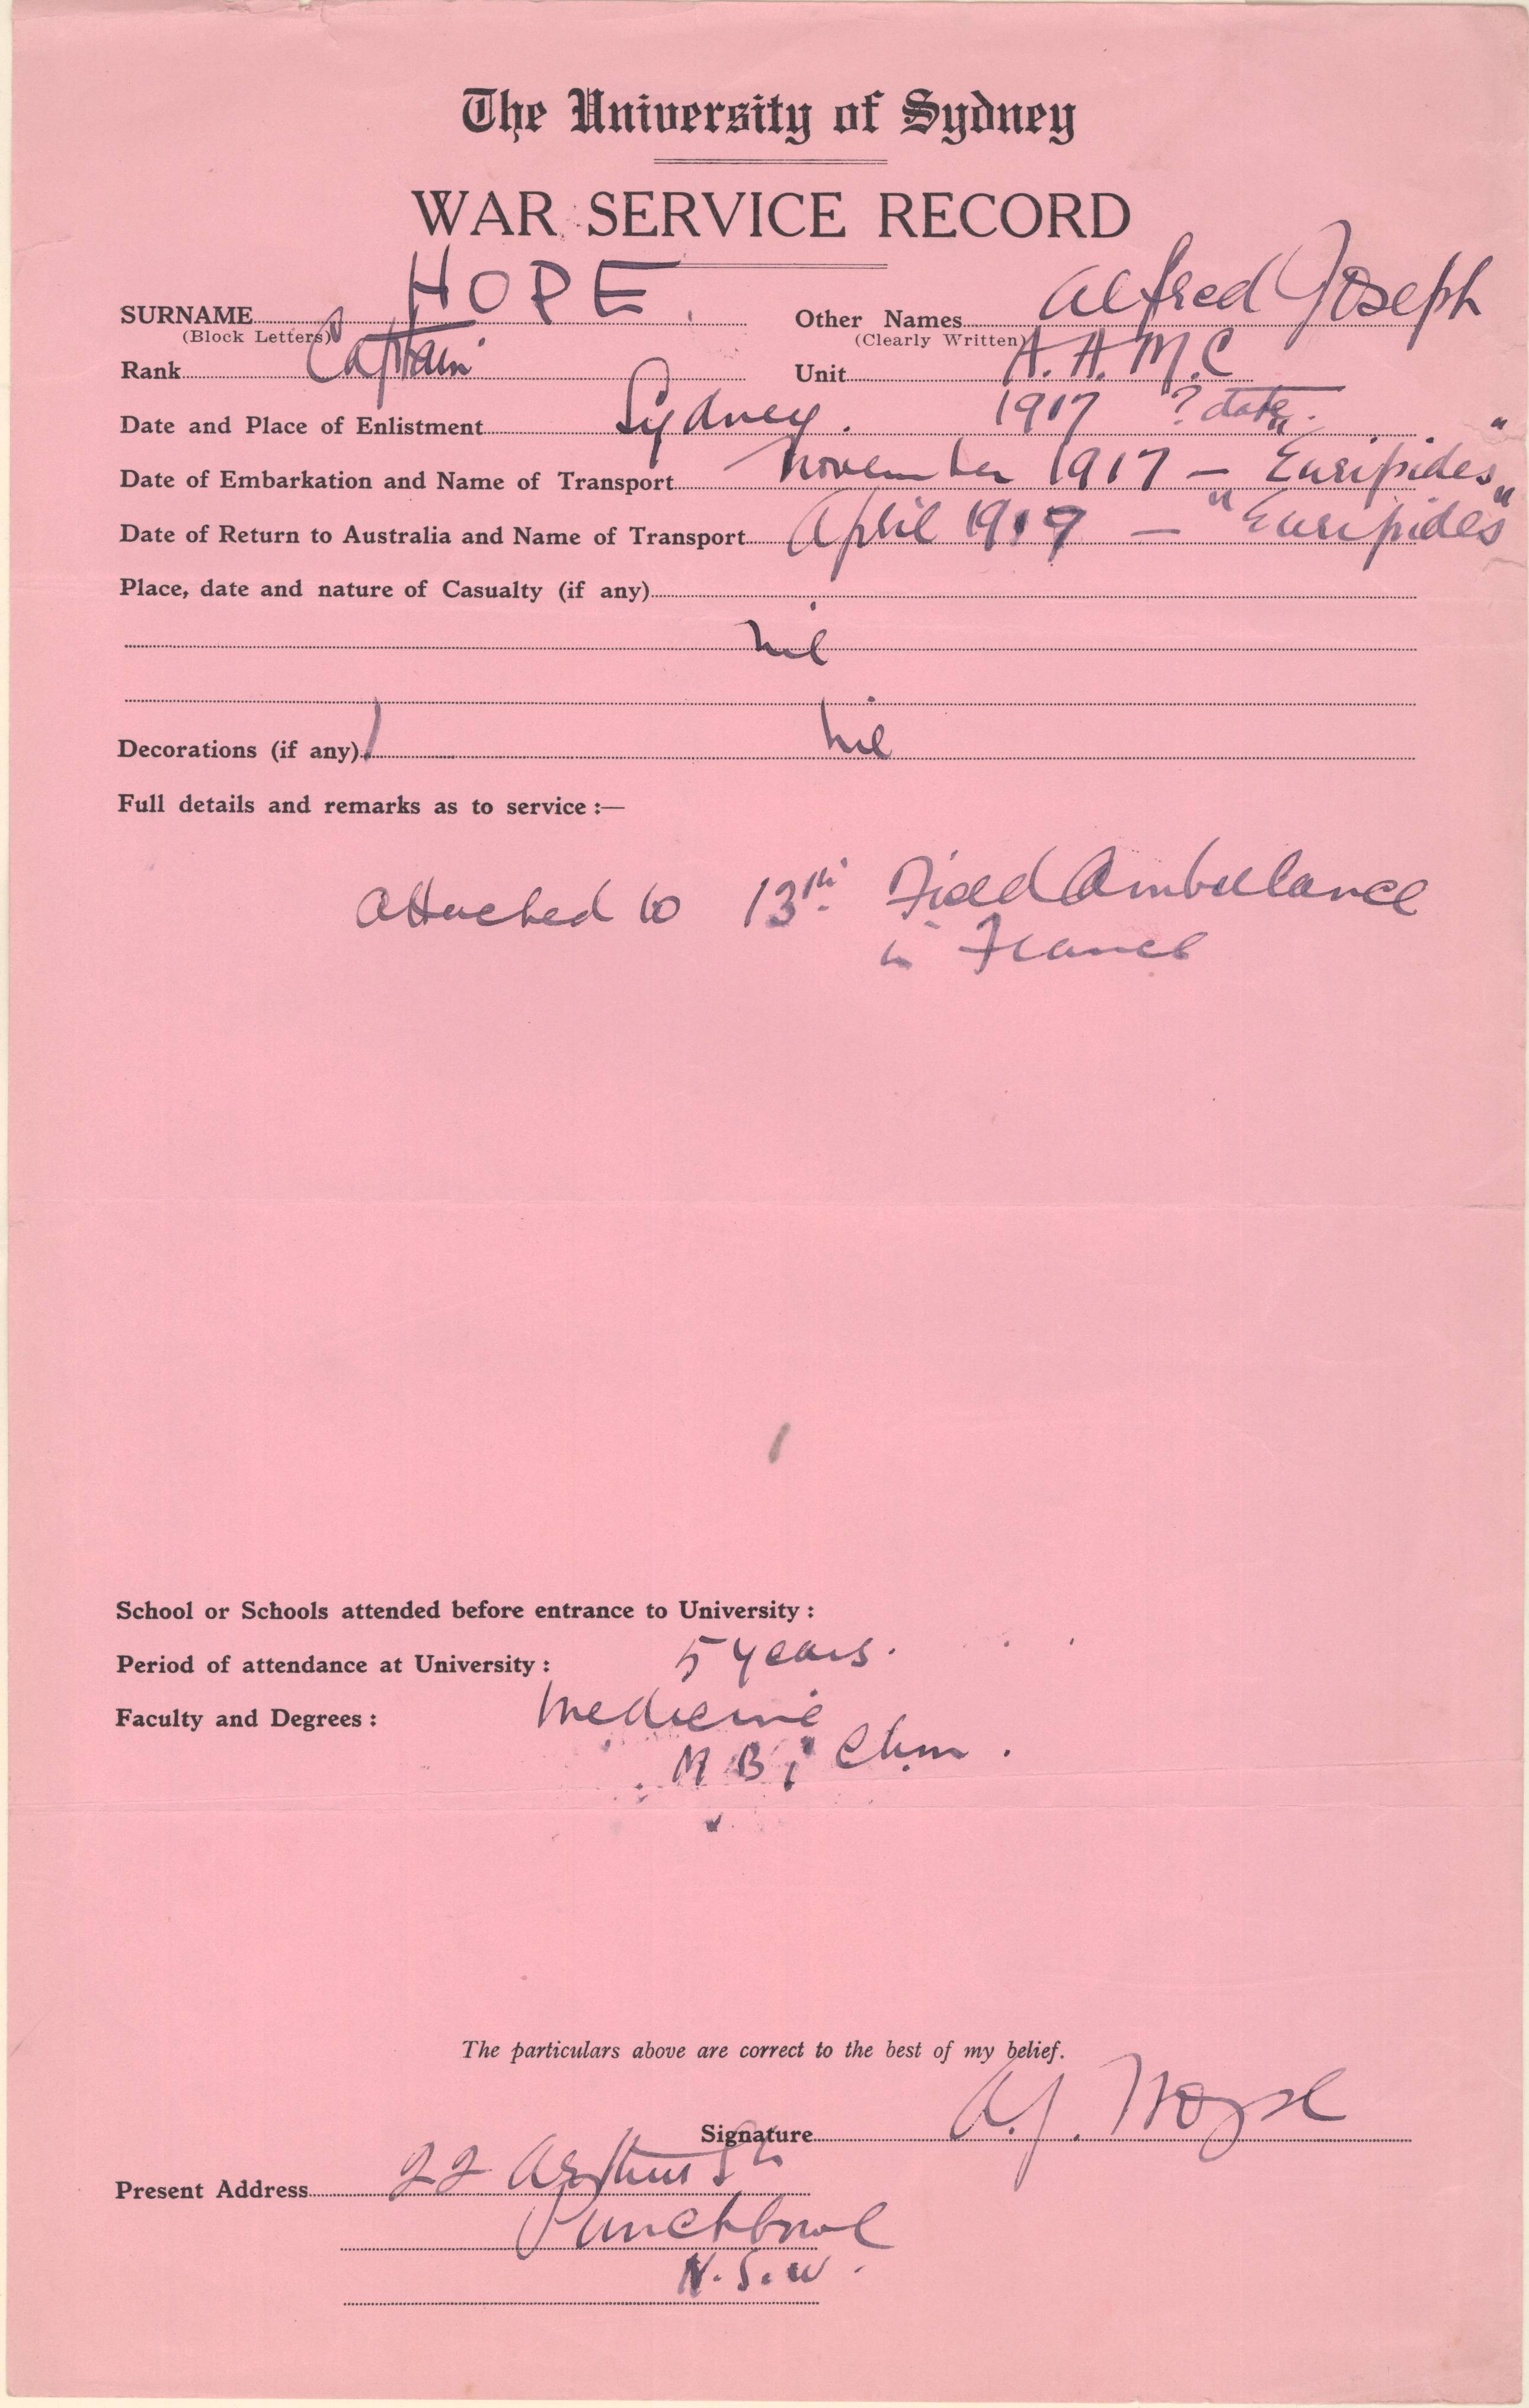 The University of Sydney
WAR SERVICE RECORD
SURNAME HOPE. Other Names Alfred Joseph
(Block Letters) (Clearly Written)
Rank Captain Unit A.A.M.C
Date and Place of Enlistment Sydney. 1917 ? date.
Date of Embarkation and Name of Transport November 1917 — "Euripides"
Date of Return to Australia and Name of Transport April 1919 — "Euripides"
Place, date and nature of Casualty (if any)
nil
Decorations (if any) nil
Full details and remarks as to service :—
Attached to 13th Field Ambulance
in France
School or Schools attended before entrance to University :
Period of attendance at University : 5 years.
Faculty and Degrees : Medicine
M B ; Ch.m.
The particulars above are correct to the best of my belief.
Signature A.J. Hope
Present Address 22 Arthur St
Punchbowl
N.S.W.